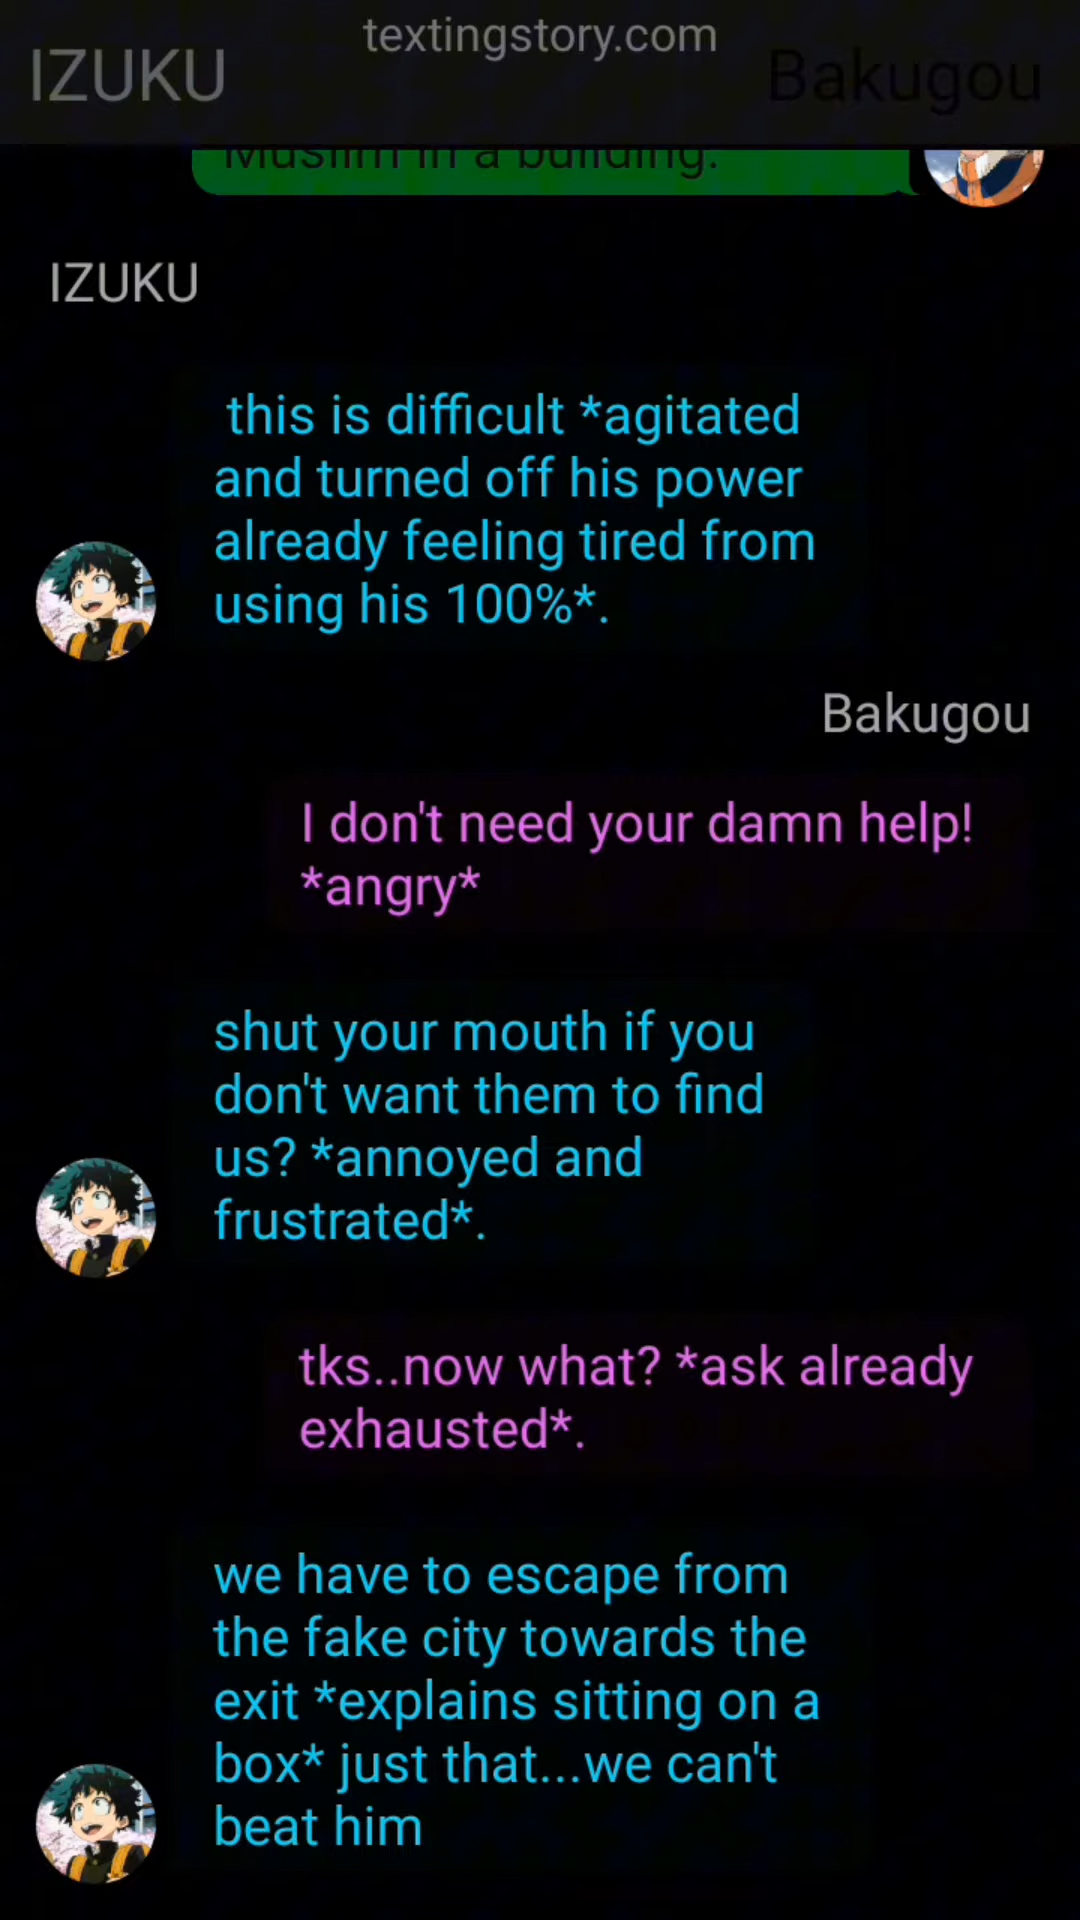 textingstory.com
IZUKU
Bakugou
in a building.
IZUKU
this is difficult *agitated
and turned off his power
already feeling tired from
using his 100%*.
Bakugou
I don't need your damn help!
*angry*
shut your mouth if you
don't want them to find
us? *annoyed and
frustrated*.
tks..now what? *ask already
exhausted*.
we have to escape from
the fake city towards the
exit *explains sitting on a
box* just that...we can't
beat him